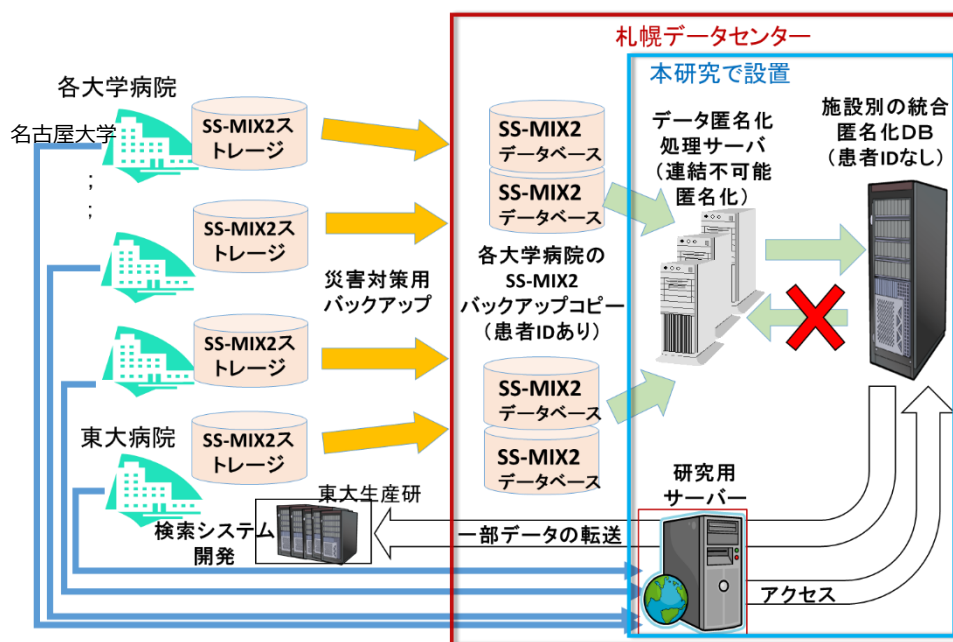 札幌データセンター
本研究で設置
各大学病院
名古屋大学
;
;
SS-MIX2ス
トレージ
SS-MIX2ス
トレージ
SS-MIX2ス
トレージ
東大病院
SS-MIX2ス
トレージ
災害対策用
バックアップ
SS-MIX2
データベース
SS-MIX2
データベース
各大学病院の
SS-MIX2
バックアップコピー
(患者IDあり)
SS-MIX2
データベース
SS-MIX2
データベース
データ匿名化
処理サーバ
(連結不可能
匿名化)
施設別の統合
匿名化DB
(患者IDなし)
研究用
サーバー
東大生産研
検索システム
開発
一部データの転送
アクセス